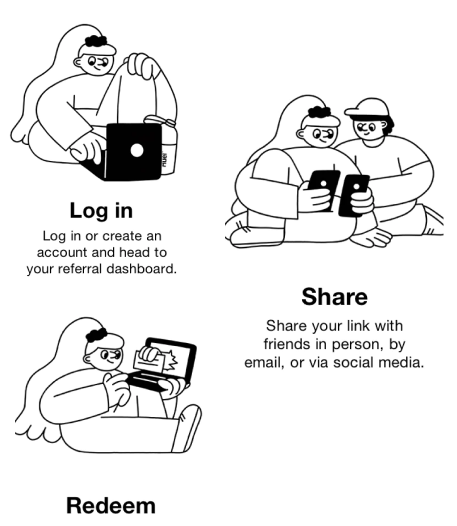 Log in
Log in or create an
account and head to
your referral dashboard.
Share
Share your link with
friends in person, by
email, or via social media.
Redeem